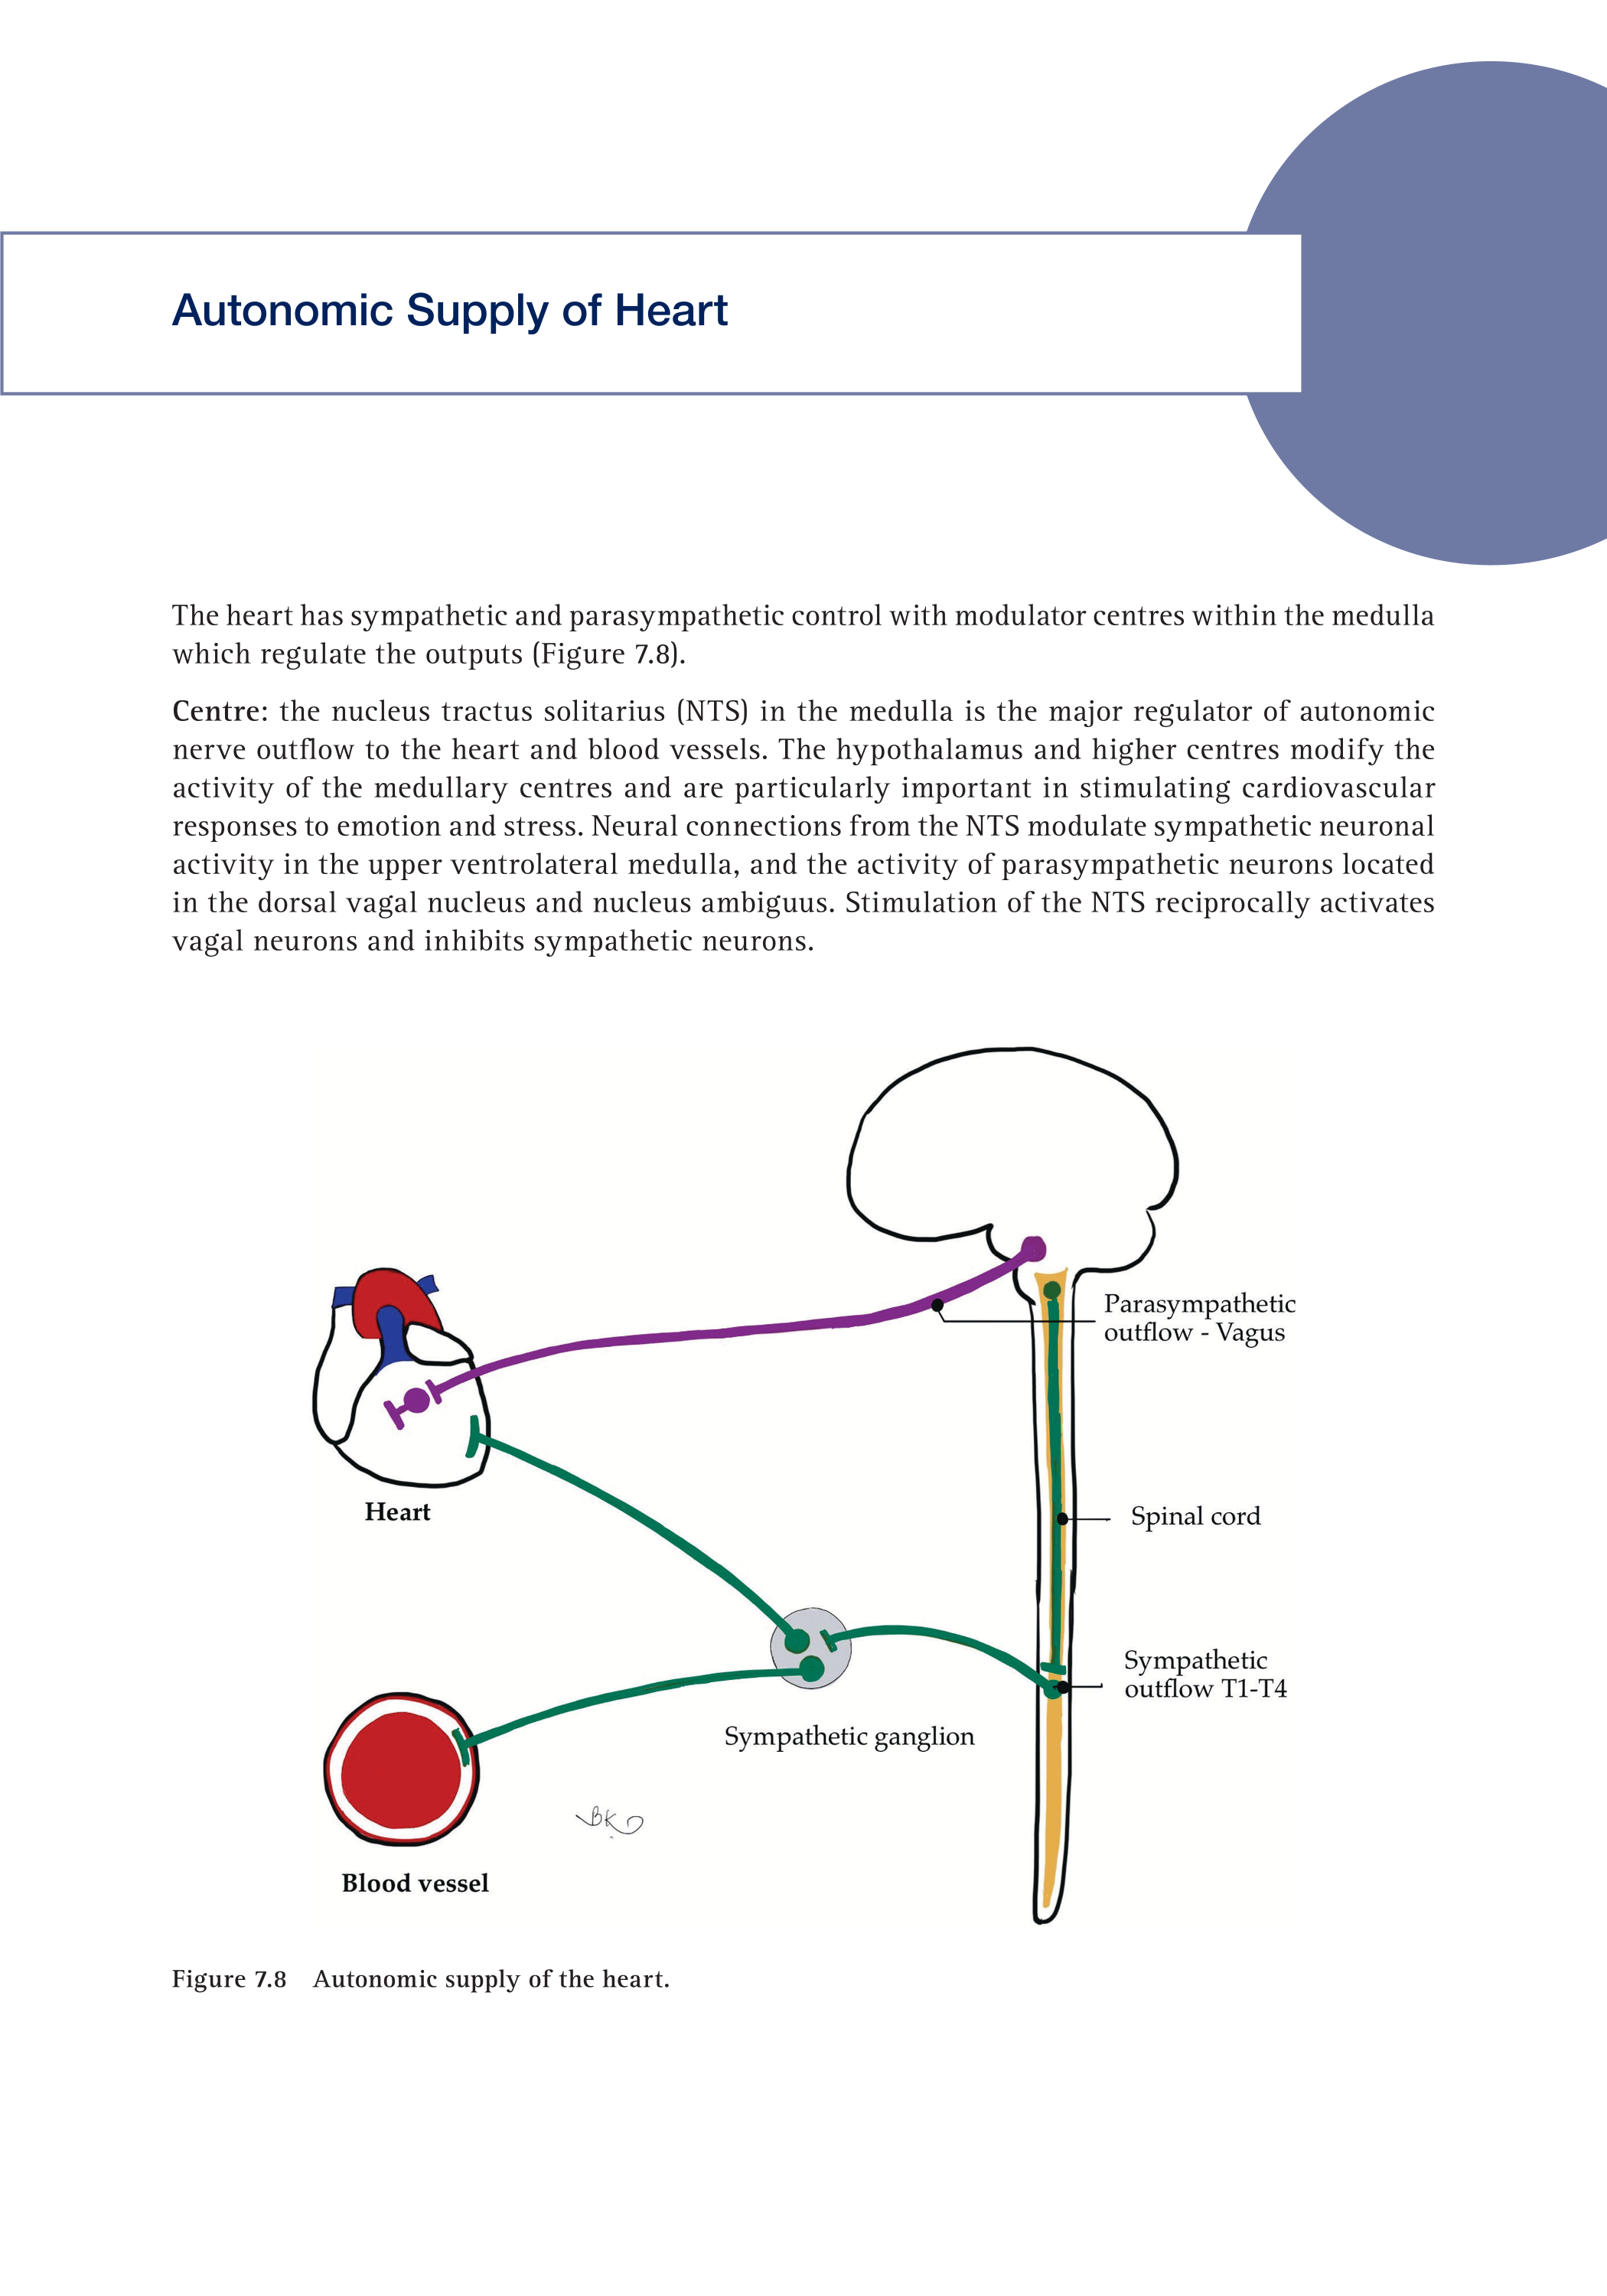 Autonomic Supply of Heart
The heart has sympathetic and parasympathetic control with modulator centres within the medulla
which regulate the outputs (Figure 7.8).
Centre: the nucleus tractus solitarius (NTS) in the medulla is the major regulator of autonomic
nerve outflow to the heart and blood vessels. The hypothalamus and higher centres modify the
activity of the medullary centres and are particularly important in stimulating cardiovascular
responses to emotion and stress. Neural connections from the NTS modulate sympathetic neuronal
activity in the upper ventrolateral medulla, and the activity of parasympathetic neurons located
in the dorsal vagal nucleus and nucleus ambiguus. Stimulation of the NTS reciprocally activates
vagal neurons and inhibits sympathetic neurons.
Parasympathetic
outflow - Vagus
Heart
Spinal cord
Sympathetic
outflow T1-T4
Sympathetic ganglion
BK
Blood vessel
Figure 7.8 Autonomic supply of the heart.